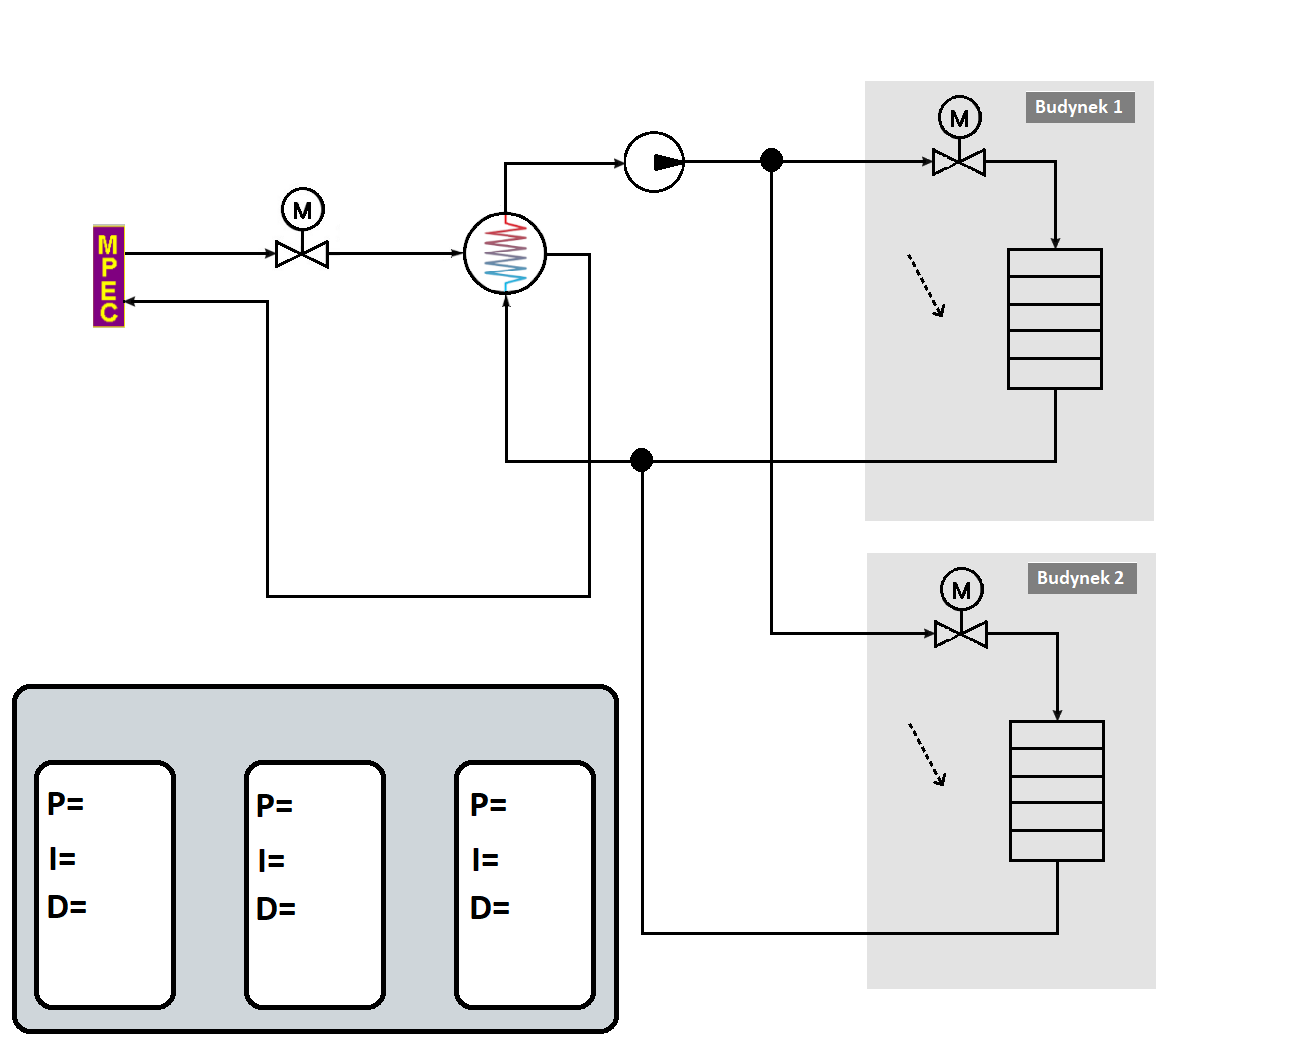 Budynek 1
M
M
MPEC
Budynek 2
M
P=
I=
D=
P=
I=
D=
P=
I=
D=